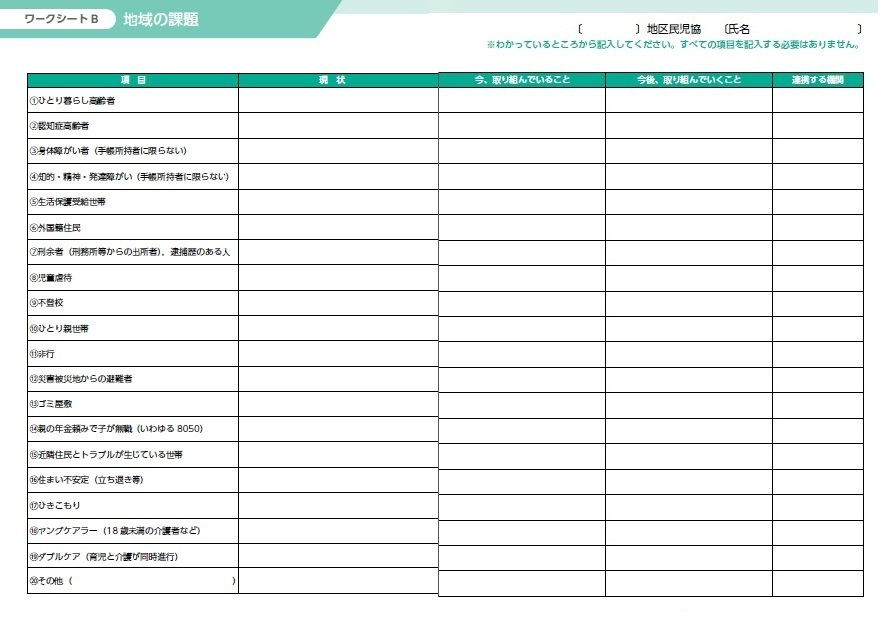 ワークシートB 地域の課題
〔　　　　　〕地区民児協　〔氏名　　　　　　　　　〕
※わかっているところから記入してください。すべての項目を記入する必要はありません。
項 目 現 状 今、取り組んでいること 今後、取り組んでいくこと 連携する機関
①ひとり暮らし高齢者
②認知症高齢者
③身体障がい者（手帳所持者に限らない）
④知的・精神・発達障がい（手帳所持者に限らない）
⑤生活保護受給世帯
⑥外国籍住民
⑦刑余者（刑務所等からの出所者）。逮捕歴のある人
⑧児童虐待
⑨不登校
⑩ひとり親世帯
⑪非行
⑫災害被災地からの避難者
⑬ゴミ屋敷
⑭親の年金頼みで子が無職（いわゆる 8050）
⑮近隣住民とトラブルが生じている世帯
⑯住まい不安定（立ち退き等）
⑰ひきこもり
⑱ヤングケアラー（18 歳未満の介護者など）
⑲ダブルケア（育児と介護が同時進行）
⑳その他（　　　　　　　　　　　　　　　　）